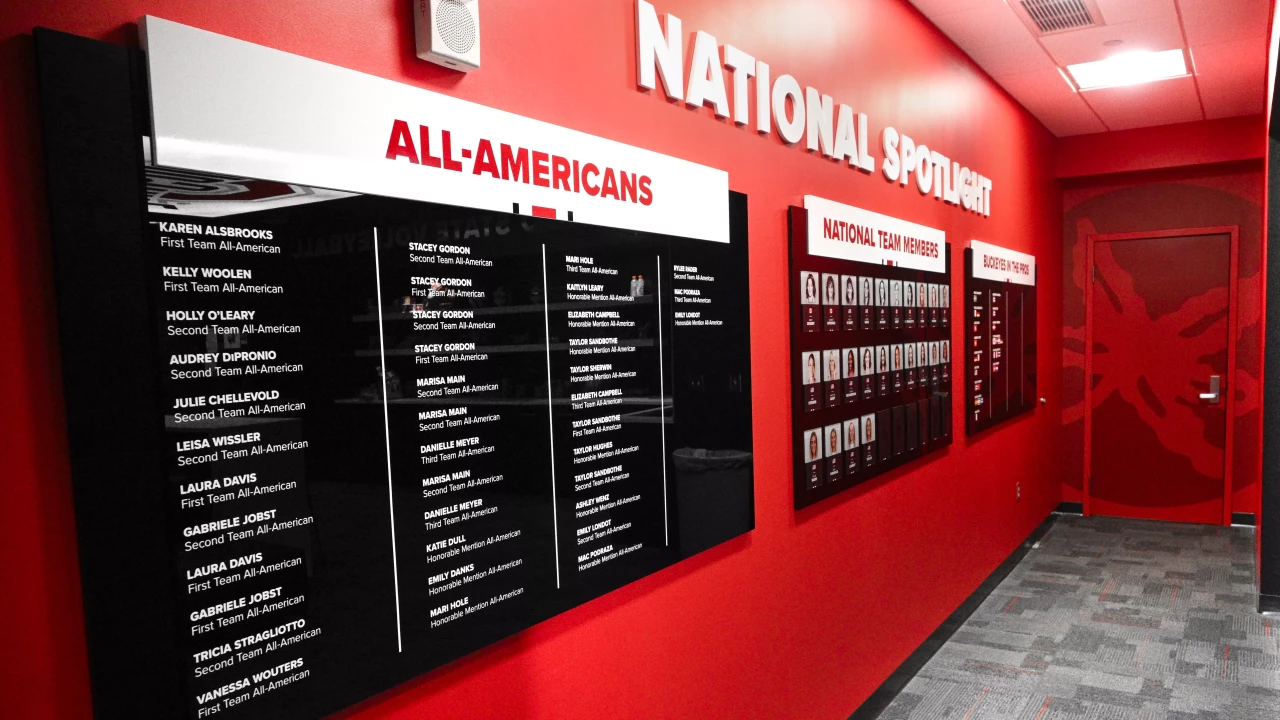 NATIONAL SPOTLIGHT
ALL-AMERICANS
KAREN ALSBROOKS
First Team All-American
KELLY WOOLEN
First Team All-American
HOLLY O'LEARY
Second Team All-American
AUDREY DiPRONIO
Second Team All-American
JULIE CHELLEVOLD
Second Team All-American
LEISA WISSLER
Second Team All-American
LAURA DAVIS
First Team All-American
GABRIELE JOBST
Second Team All-American
LAURA DAVIS
First Team All-American
GABRIELE JOBST
First Team All-American
TRICIA STRAGLIOTTO
Second Team All-American
VANESSA WOUTERS
First Team All-American
STACEY GORDON
Second Team All-American
STACEY GORDON
First Team All-American
STACEY GORDON
Second Team All-American
STACEY GORDON
First Team All-American
MARISA MAIN
Second Team All-American
MARISA MAIN
Second Team All-American
DANIELLE MEYER
Third Team All-American
MARISA MAIN
Second Team All-American
DANIELLE MEYER
Third Team All-American
KATIE DULL
Honorable Mention All-American
EMILY DANKS
Honorable Mention All-American
MARI HOLE
Honorable Mention All-American
MARI HOLE
Third Team All-American
KAITLYN LEARY
Honorable Mention All-American
ELIZABETH CAMPBELL
Honorable Mention All-American
TAYLOR SANDBOTHE
Honorable Mention All-American
TAYLOR SHERWIN
Honorable Mention All-American
ELIZABETH CAMPBELL
Third Team All-American
TAYLOR SANDBOTHE
First Team All-American
TAYLOR HUGHES
Honorable Mention All-American
TAYLOR SANDBOTHE
Second Team All-American
ASHLEY WENZ
Honorable Mention All-American
EMILY LONDOT
Second Team All-American
MAC PODRAZA
Honorable Mention All-American
RYLEE RADER
Second Team All-American
MAC PODRAZA
Third Team All-American
EMILY LONDOT
Honorable Mention All-American
NATIONAL TEAM MEMBERS
BUCKEYES IN THE PROS